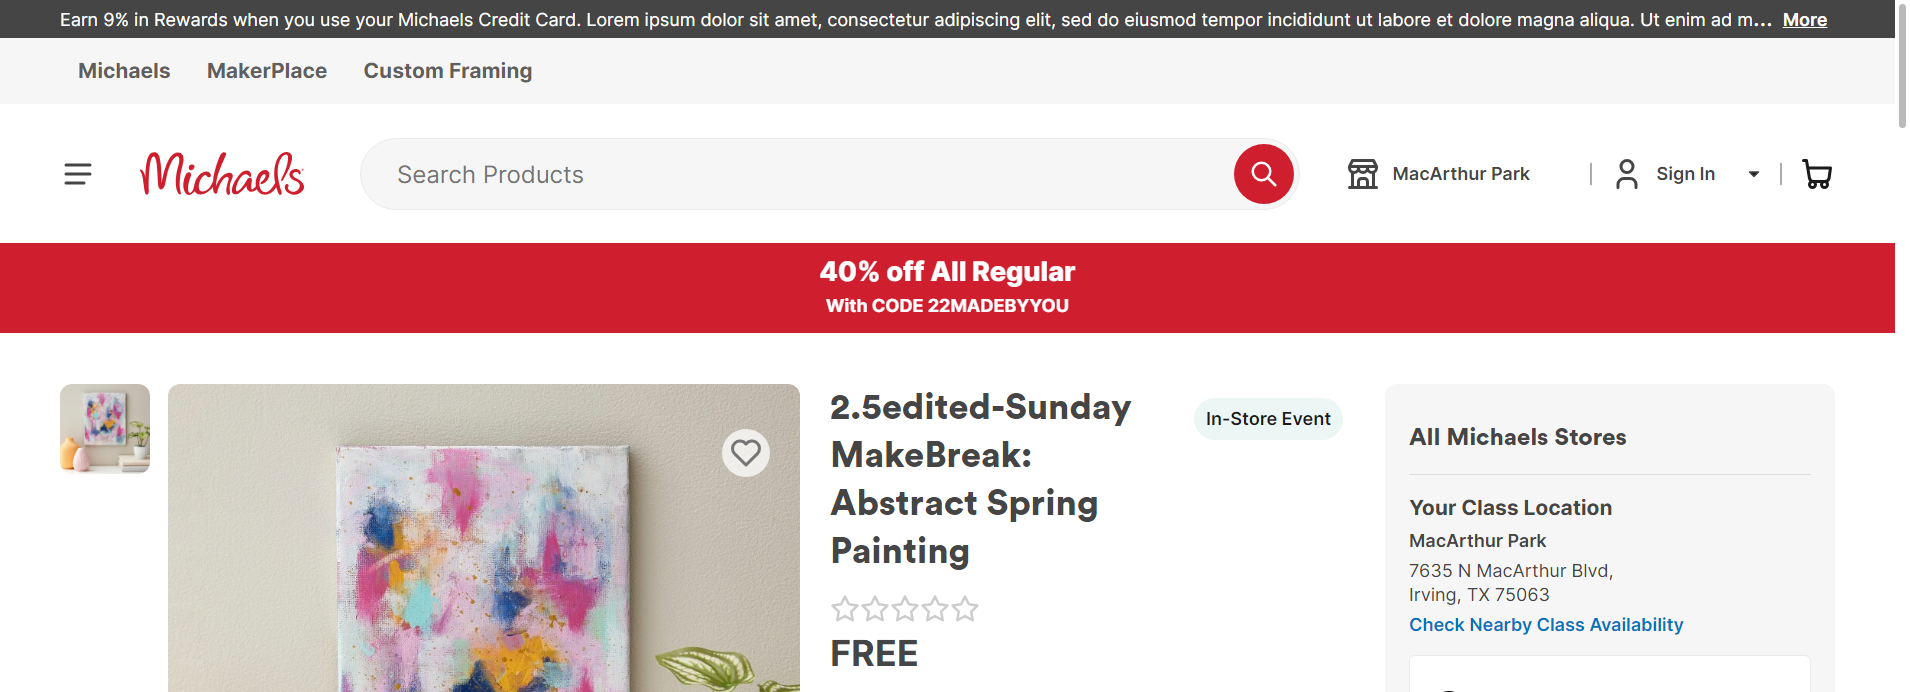 Earn 9% in Rewards when you use your Michaels Credit Card. Lorem ipsum dolor sit amet, consectetur adipiscing elit, sed do eiusmod tempor incididunt ut labore et dolore magna aliqua. Ut enim ad m... More
Michaels MakerPlace Custom Framing
Michaels Search Products MacArthur Park Sign In
40% off All Regular
With CODE 22MADEBYYOU
2.5edited-Sunday
MakeBreak:
Abstract Spring
Painting
In-Store Event
FREE
All Michaels Stores
Your Class Location
MacArthur Park
7635 N MacArthur Blvd,
Irving, TX 75063
Check Nearby Class Availability